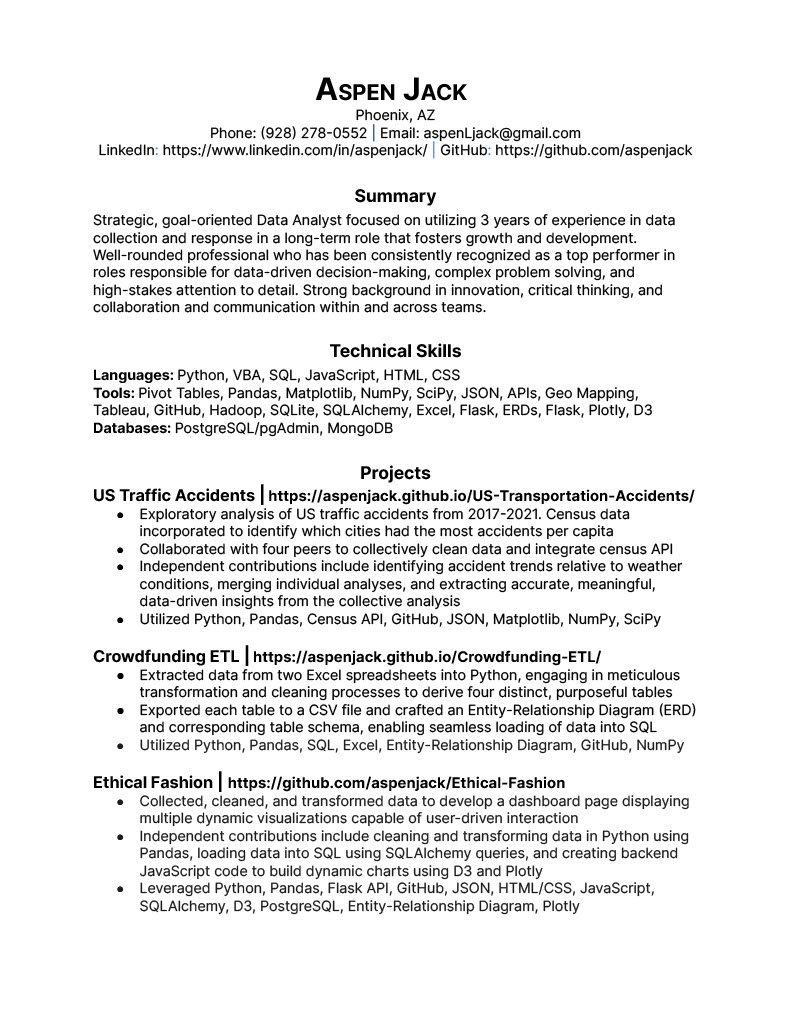 ASPEN JACK
Phoenix, AZ
Phone: (928) 278-0552 | Email: aspenLjack@gmail.com
LinkedIn: https://www.linkedin.com/in/aspenjack/ | GitHub: https://github.com/aspenjack
Summary
Strategic, goal-oriented Data Analyst focused on utilizing 3 years of experience in data
collection and response in a long-term role that fosters growth and development.
Well-rounded professional who has been consistently recognized as a top performer in
roles responsible for data-driven decision-making, complex problem solving, and
high-stakes attention to detail. Strong background in innovation, critical thinking, and
collaboration and communication within and across teams.
Technical Skills
Languages: Python, VBA, SQL, JavaScript, HTML, CSS
Tools: Pivot Tables, Pandas, Matplotlib, NumPy, SciPy, JSON, APIs, Geo Mapping,
Tableau, GitHub, Hadoop, SQLite, SQLAlchemy, Excel, Flask, ERDs, Flask, Plotly, D3
Databases: PostgreSQL/pgAdmin, MongoDB
Projects
US Traffic Accidents | https://aspenjack.github.io/US-Transportation-Accidents/
● Exploratory analysis of US traffic accidents from 2017-2021. Census data
incorporated to identify which cities had the most accidents per capita
● Collaborated with four peers to collectively clean data and integrate census API
● Independent contributions include identifying accident trends relative to weather
conditions, merging individual analyses, and extracting accurate, meaningful,
data-driven insights from the collective analysis
● Utilized Python, Pandas, Census API, GitHub, JSON, Matplotlib, NumPy, SciPy
Crowdfunding ETL | https://aspenjack.github.io/Crowdfunding-ETL/
● Extracted data from two Excel spreadsheets into Python, engaging in meticulous
transformation and cleaning processes to derive four distinct, purposeful tables
● Exported each table to a CSV file and crafted an Entity-Relationship Diagram (ERD)
and corresponding table schema, enabling seamless loading of data into SQL
● Utilized Python, Pandas, SQL, Excel, Entity-Relationship Diagram, GitHub, NumPy
Ethical Fashion | https://github.com/aspenjack/Ethical-Fashion
● Collected, cleaned, and transformed data to develop a dashboard page displaying
multiple dynamic visualizations capable of user-driven interaction
● Independent contributions include cleaning and transforming data in Python using
Pandas, loading data into SQL using SQLAlchemy queries, and creating backend
JavaScript code to build dynamic charts using D3 and Plotly
● Leveraged Python, Pandas, Flask API, GitHub, JSON, HTML/CSS, JavaScript,
SQLAlchemy, D3, PostgreSQL, Entity-Relationship Diagram, Plotly